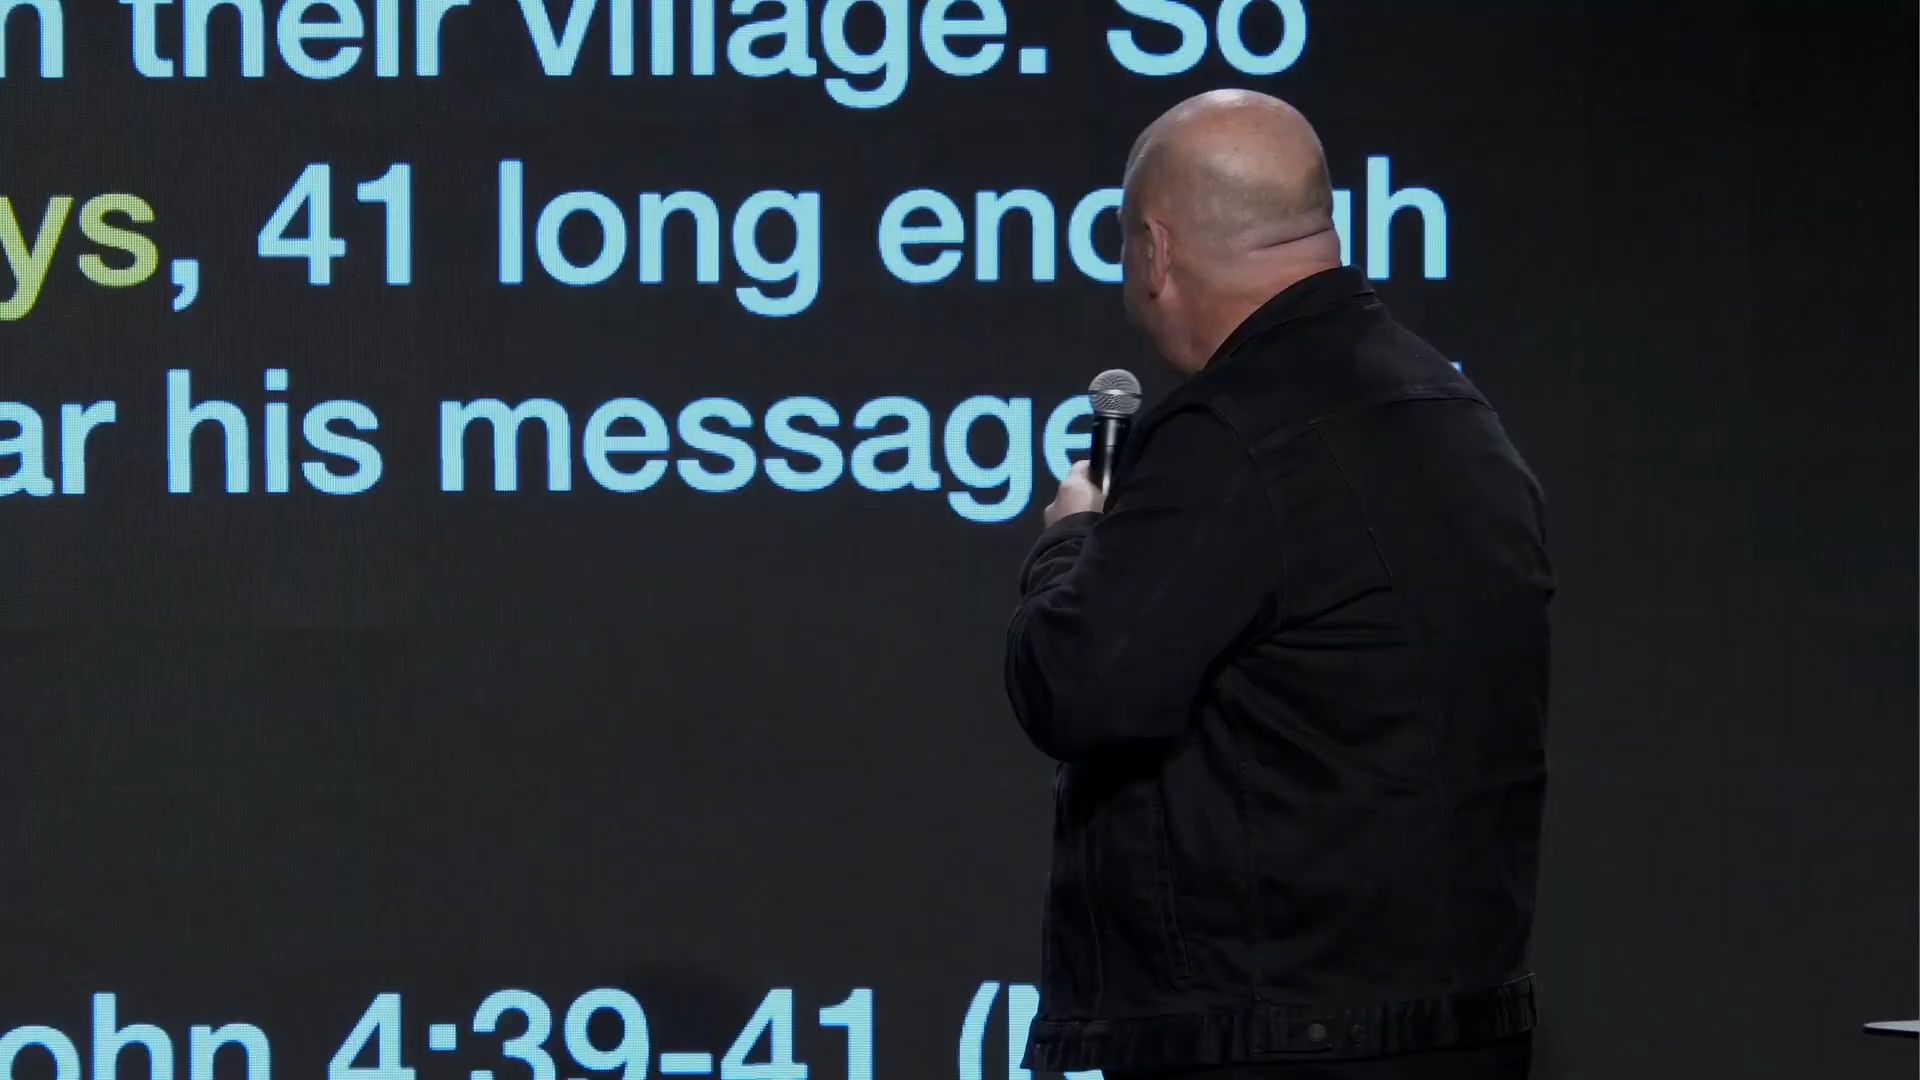 their village. So
ys, 41 long enough
ar his message
ohn 4:39-41 (